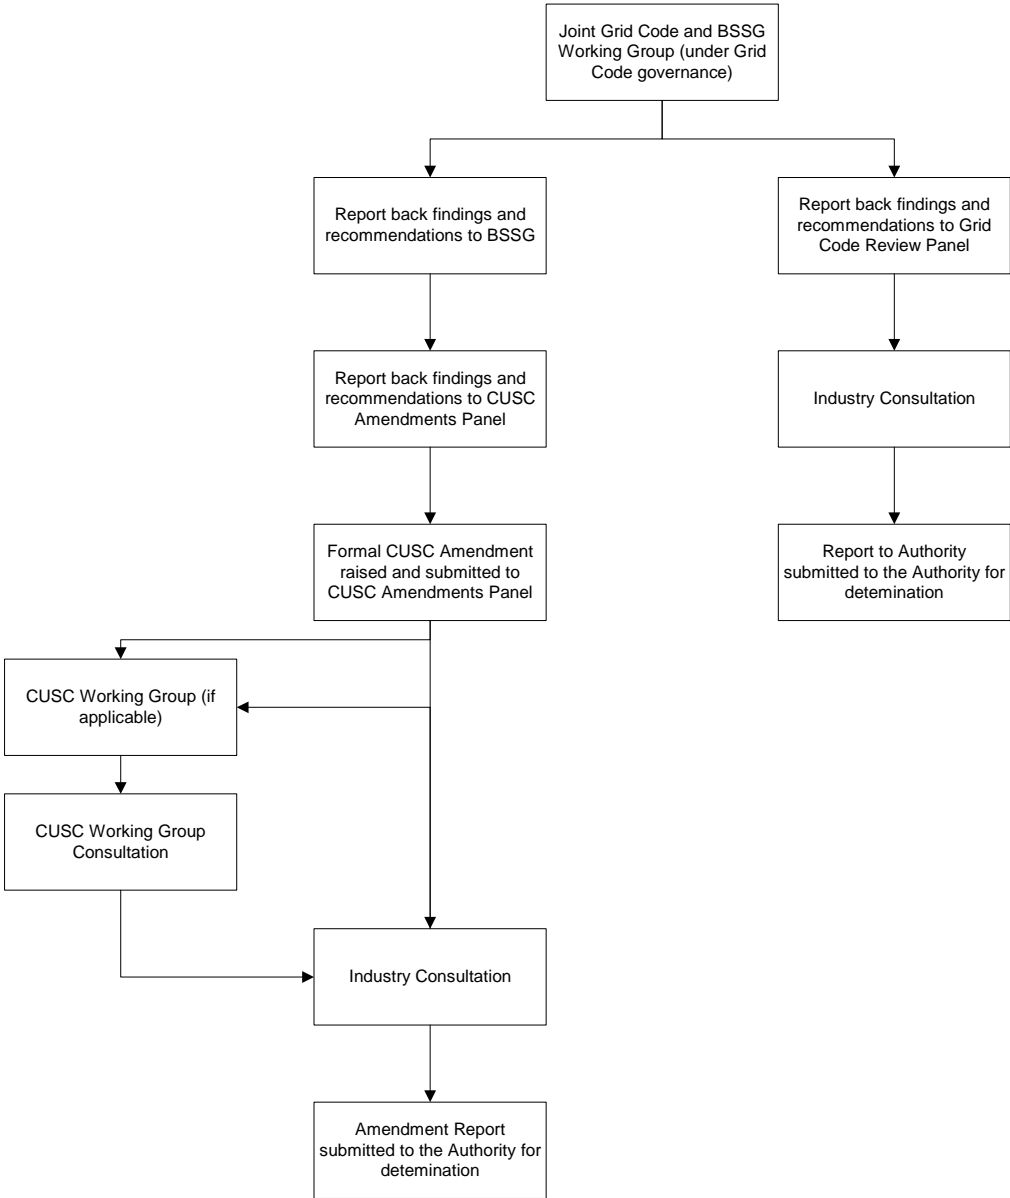 Joint Grid Code and BSSG
Working Group (under Grid
Code governance)
Report back findings and
recommendations to BSSG
Report back findings and
recommendations to Grid
Code Review Panel
Report back findings and
recommendations to CUSC
Amendments Panel
Industry Consultation
Formal CUSC Amendment
raised and submitted to
CUSC Amendments Panel
Report to Authority
submitted to the Authority for
detemination
CUSC Working Group (if
applicable)
CUSC Working Group
Consultation
Industry Consultation
Amendment Report
submitted to the Authority for
detemination